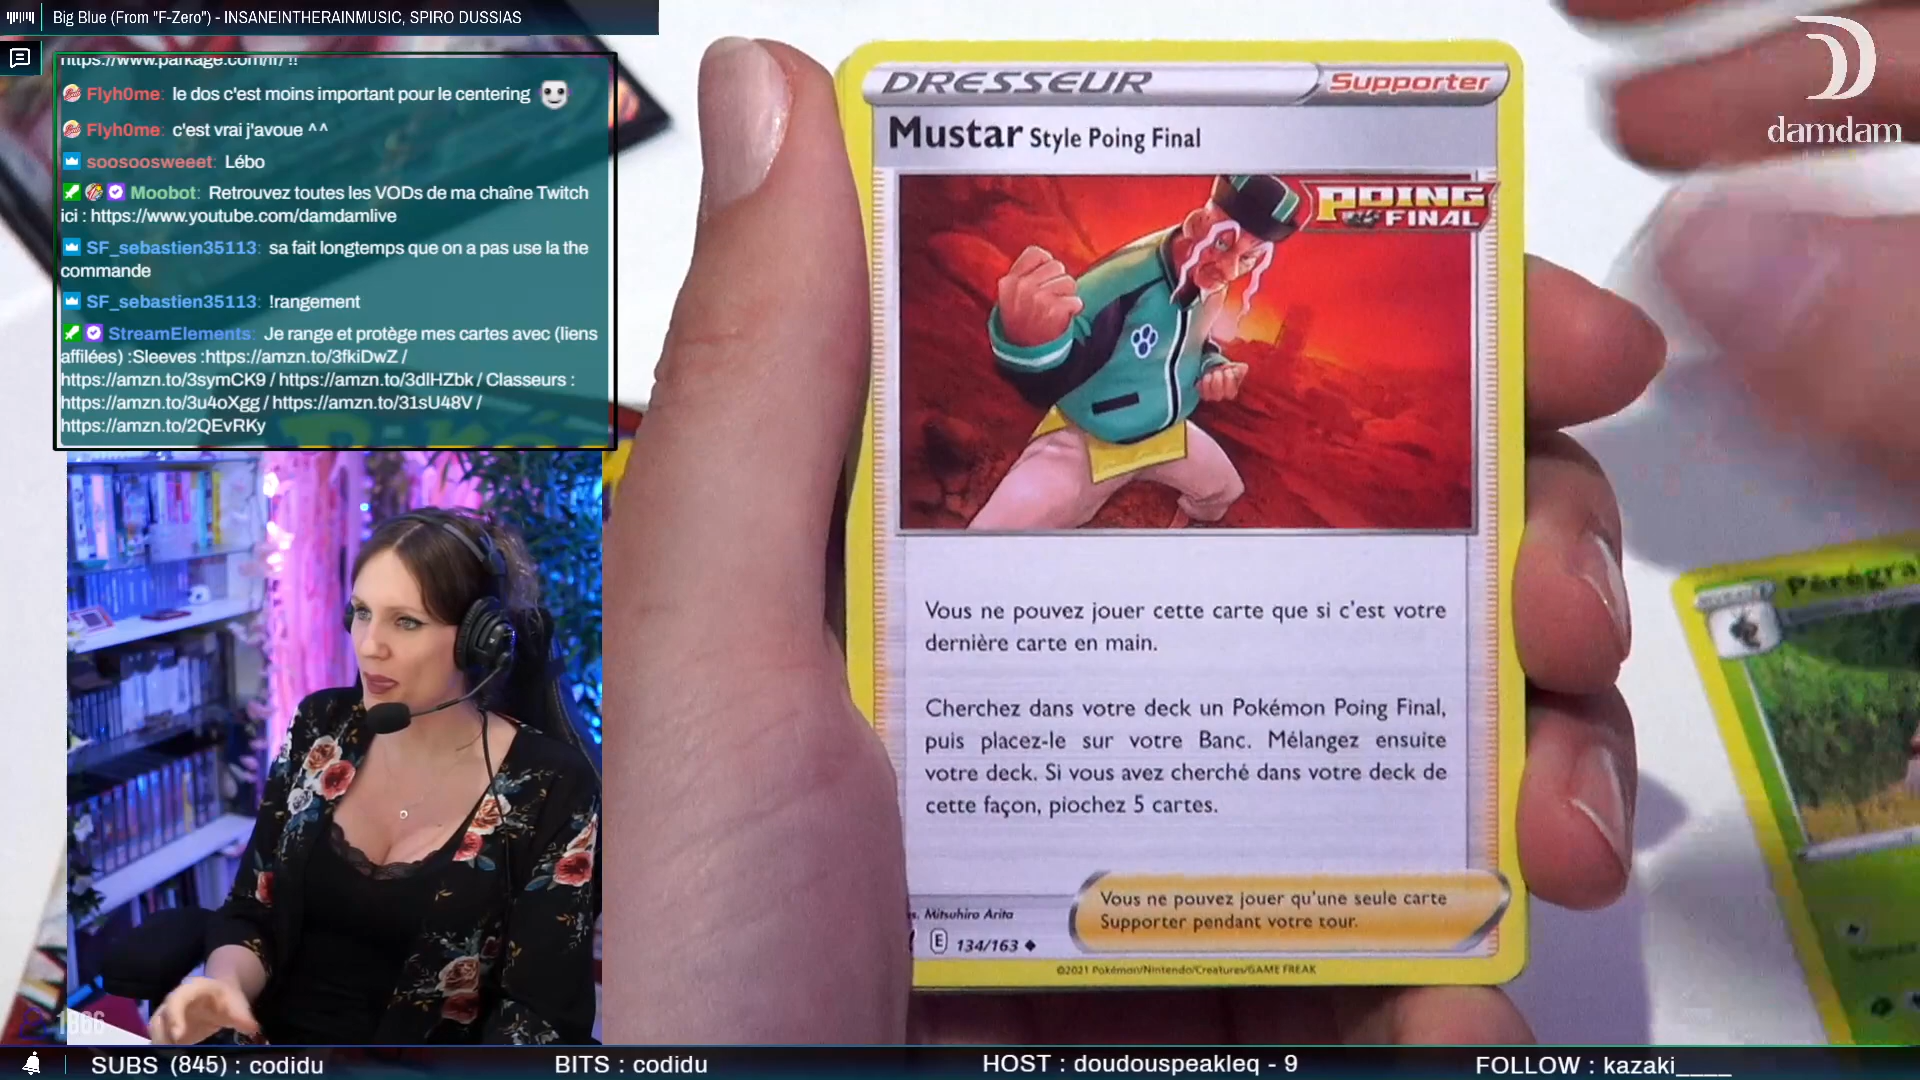 Big Blue (From "F-Zero") - INSANEINTHERAINMUSIC, SPIRO DUSSIAS
https://www.parkage.com/fr/ !!
Flyh0me: le dos c'est moins important pour le centering
Flyh0me: c'est vrai j'avoue ^^
soosoosweeet: Lébo
Moobot: Retrouvez toutes les VODs de ma chaîne Twitch
ici : https://www.youtube.com/damdamlive
SF_sebastien35113: sa fait longtemps que on a pas use la the
commande
SF_sebastien35113: !rangement
StreamElements: Je range et protège mes cartes avec (liens
affilées) :Sleeves :https://amzn.to/3fkiDwZ /
https://amzn.to/3symCK9 / https://amzn.to/3dlHZbk / Classeurs :
https://amzn.to/3u4oXgg / https://amzn.to/31sU48V /
https://amzn.to/2QEvRKy
damdam
DRESSEUR Supporter
Mustar Style Poing Final
POING
FINAL
Vous ne pouvez jouer cette carte que si c'est votre
dernière carte en main.
Cherchez dans votre deck un Pokémon Poing Final,
puis placez-le sur votre Banc. Mélangez ensuite
votre deck. Si vous avez cherché dans votre deck de
cette façon, piochez 5 cartes.
Vous ne pouvez jouer qu'une seule carte
Supporter pendant votre tour.
Mitsuhiro Arita
E 134/163
©2021 Pokémon/Nintendo/Creatures/GAME FREAK
SUBS (845) : codidu
BITS : codidu
HOST : doudouspeakleq - 9
FOLLOW : kazaki____